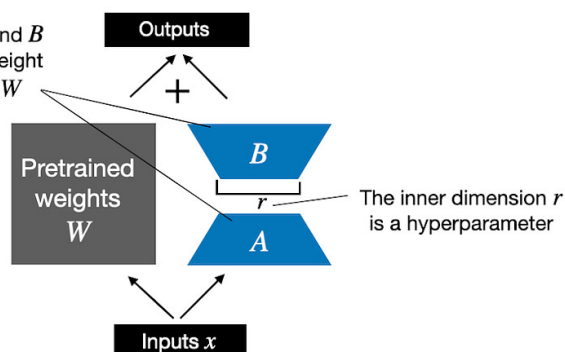 Outputs
nd B
eight
W
+
Pretrained
weights
W
B
r
A
The inner dimension r
is a hyperparameter
Inputs x